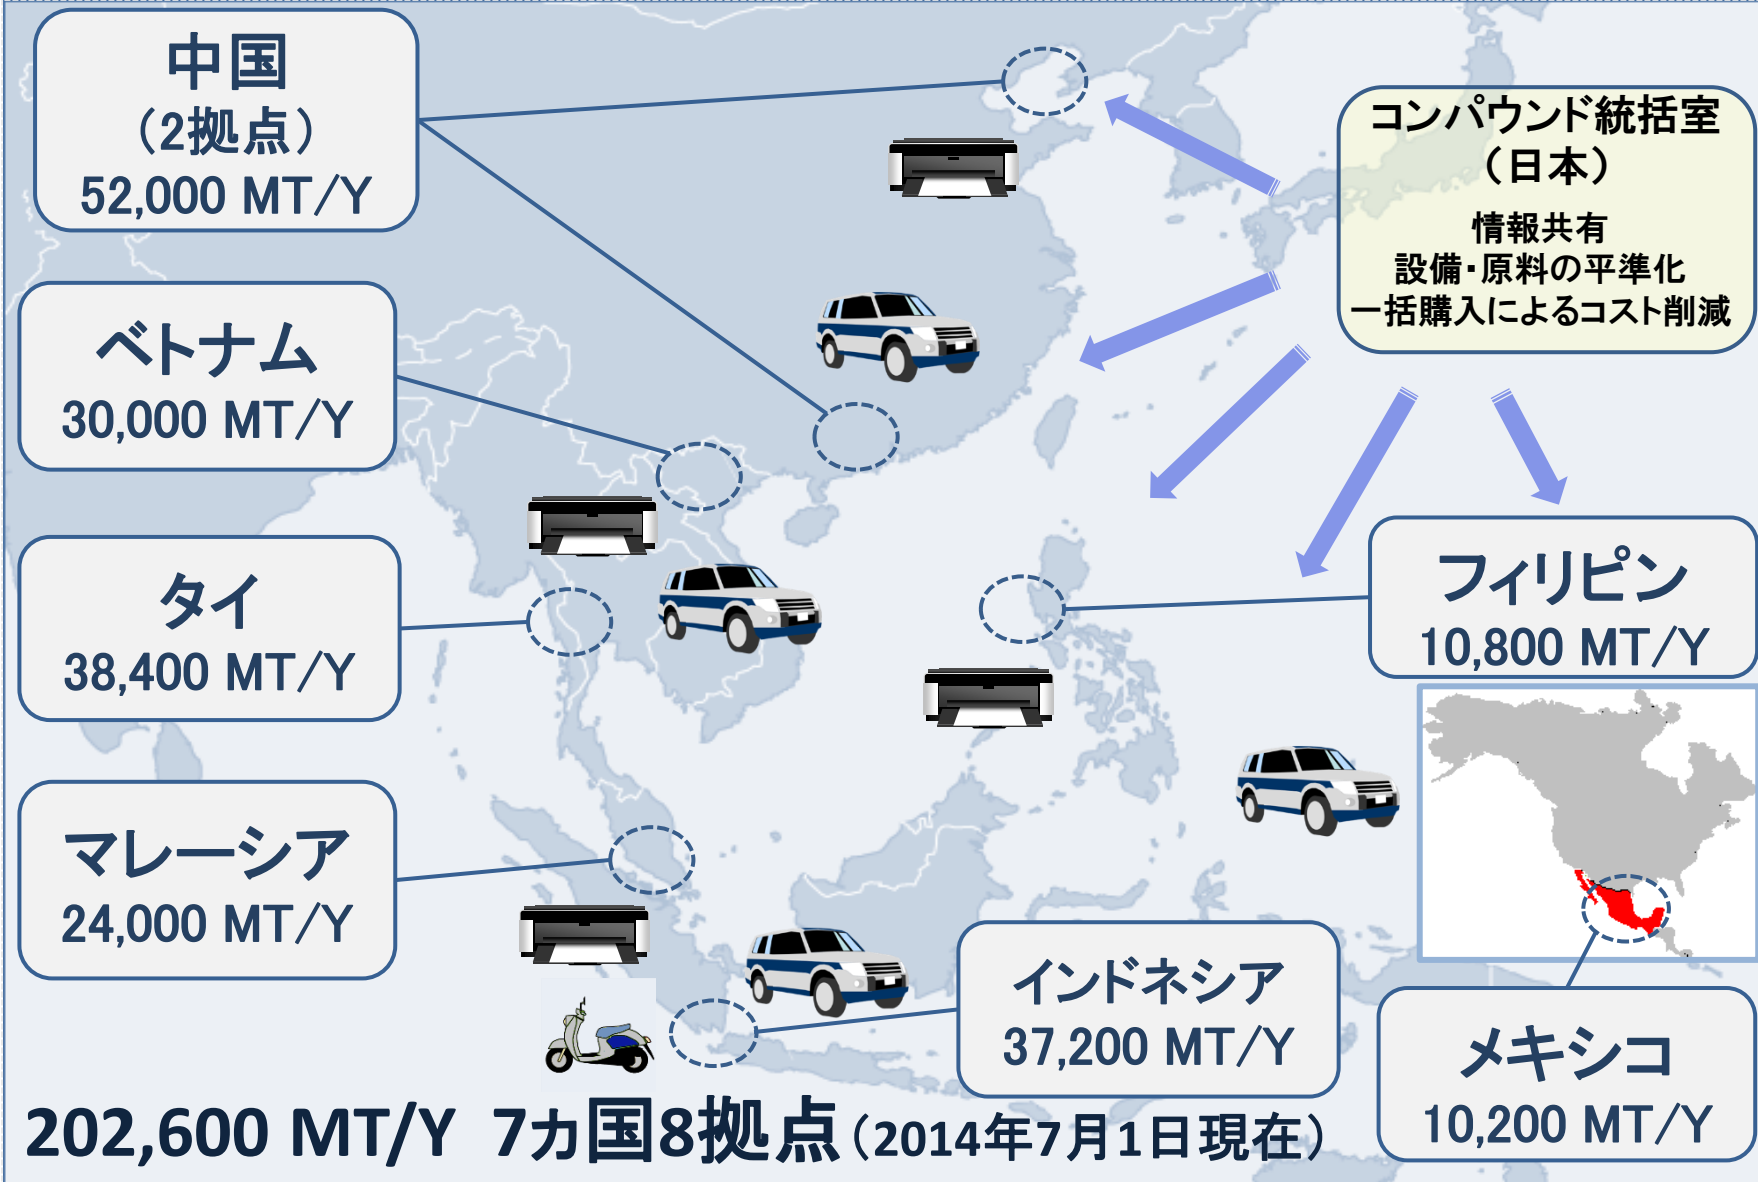 中国
（2拠点）
52,000 MT/Y
コンパウンド統括室
（日本）
情報共有
設備・原料の平準化
一括購入によるコスト削減
ベトナム
30,000 MT/Y
タイ
38,400 MT/Y
フィリピン
10,800 MT/Y
マレーシア
24,000 MT/Y
インドネシア
37,200 MT/Y
メキシコ
10,200 MT/Y
202,600 MT/Y 7カ国8拠点（2014年7月1日現在）